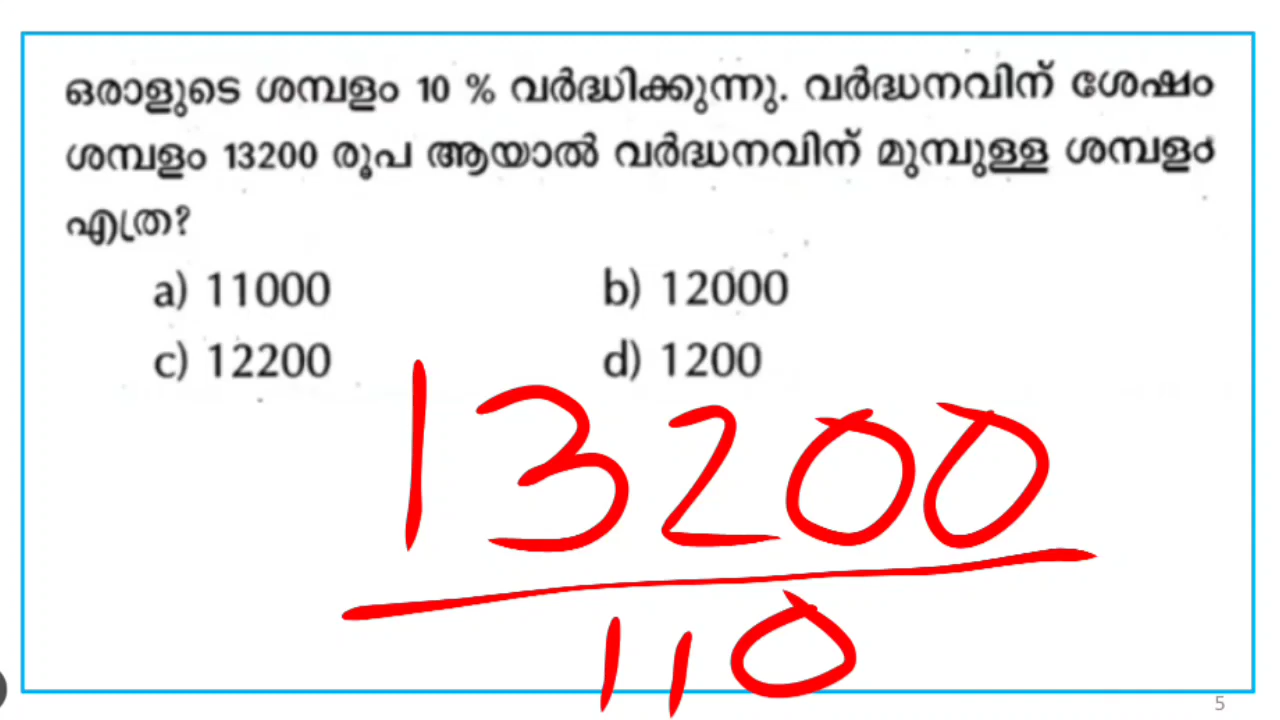 ഒരാളുടെ ശമ്പളം 10 % വർദ്ധിക്കുന്നു. വർദ്ധനവിന് ശേഷം
ശമ്പളം 13200 രൂപ ആയാൽ വർദ്ധനവിന് മുമ്പുള്ള ശമ്പളം
എത്ര?
a) 11000 b) 12000
c) 12200 d) 1200
13200
110
5